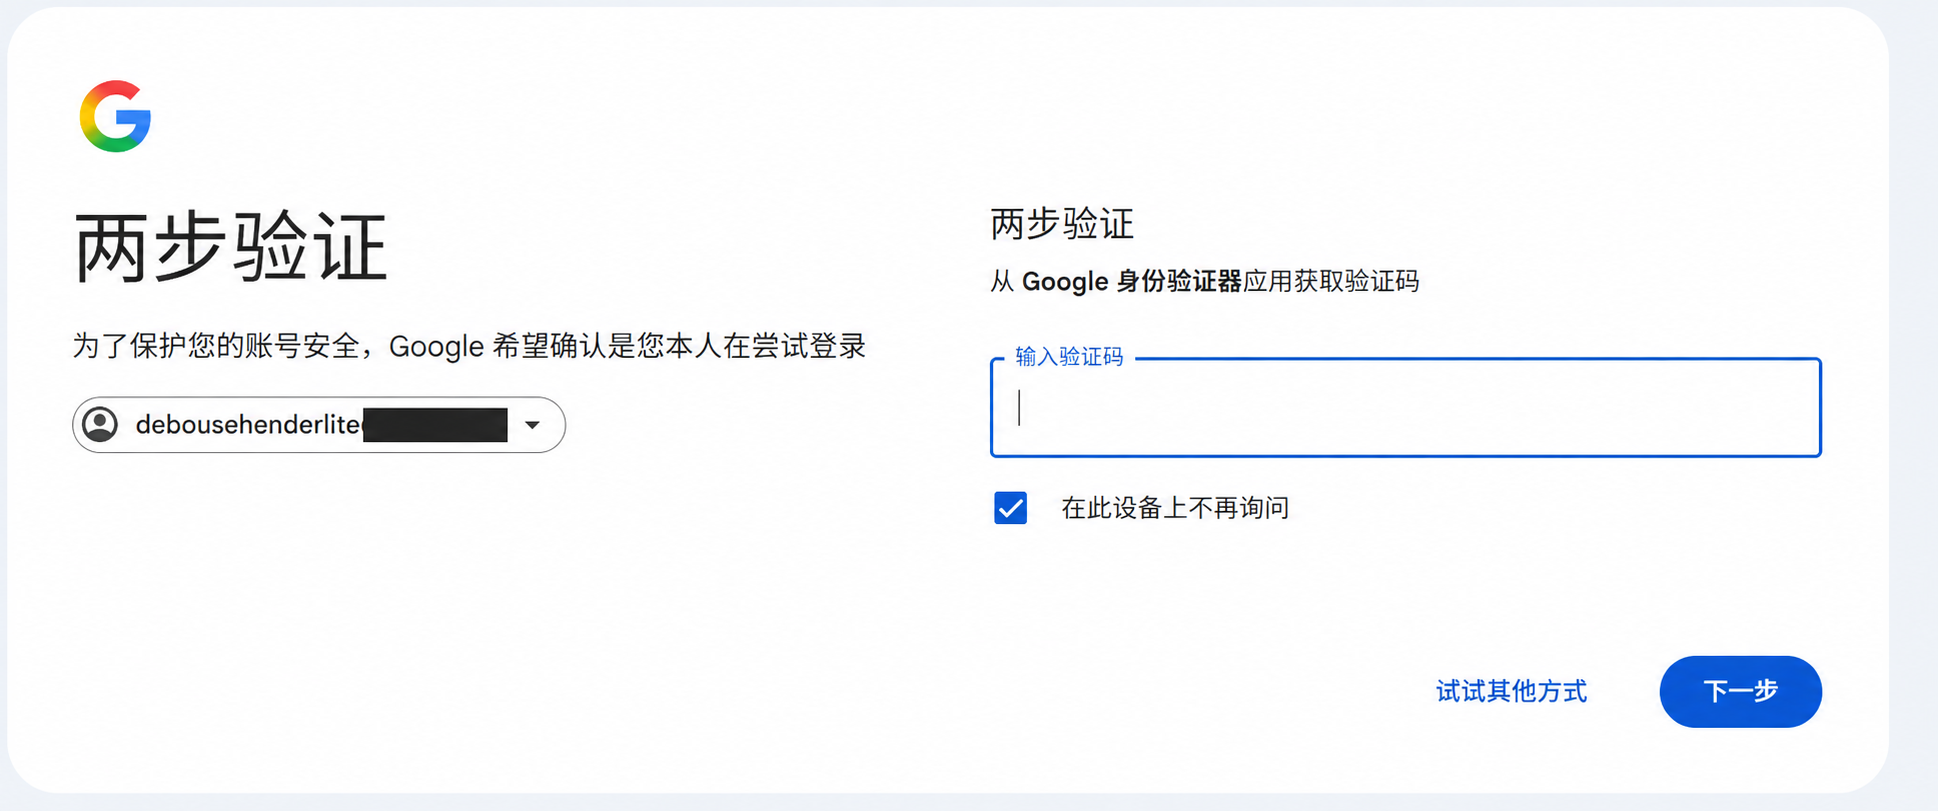 两步验证
为了保护您的账号安全，Google 希望确认是您本人在尝试登录
debousehenderlite
两步验证
从 Google 身份验证器应用获取验证码
输入验证码
在此设备上不再询问
试试其他方式
下一步